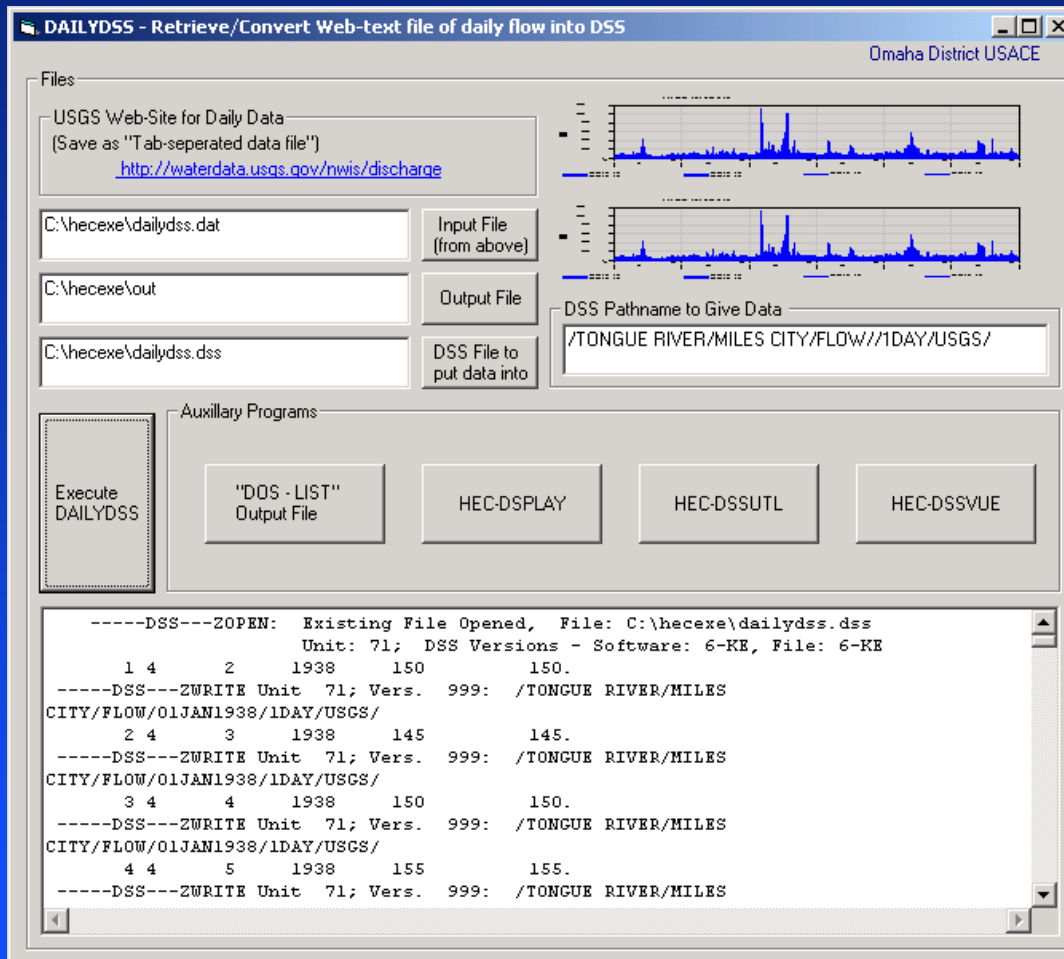 DAILYDSS - Retrieve/Convert Web-text file of daily flow into DSS
Omaha District USACE
Files
USGS Web-Site for Daily Data
(Save as "Tab-seperated data file")
http://waterdata.usgs.gov/nwis/discharge
C:\hecexe\dailydss.dat
Input File
(from above)
C:\hecexe\out
Output File
C:\hecexe\dailydss.dss
DSS File to
put data into
DSS Pathname to Give Data
/TONGUE RIVER/MILES CITY/FLOW//1DAY/USGS/
Execute
DAILYDSS
Auxillary Programs
"DOS - LIST"
Output File
HEC-DSPLAY
HEC-DSSUTL
HEC-DSSVUE
-----DSS---ZOPEN:  Existing File Opened,  File: C:\hecexe\dailydss.dss
Unit: 71;  DSS Versions - Software: 6-KE, File: 6-KE
1 4 2 1938 150 150.
-----DSS---ZWRITE Unit  71; Vers.  999:  /TONGUE RIVER/MILES
CITY/FLOW/01JAN1938/1DAY/USGS/
2 4 3 1938 145 145.
-----DSS---ZWRITE Unit  71; Vers.  999:  /TONGUE RIVER/MILES
CITY/FLOW/01JAN1938/1DAY/USGS/
3 4 4 1938 150 150.
-----DSS---ZWRITE Unit  71; Vers.  999:  /TONGUE RIVER/MILES
CITY/FLOW/01JAN1938/1DAY/USGS/
4 4 5 1938 155 155.
-----DSS---ZWRITE Unit  71; Vers.  999:  /TONGUE RIVER/MILES